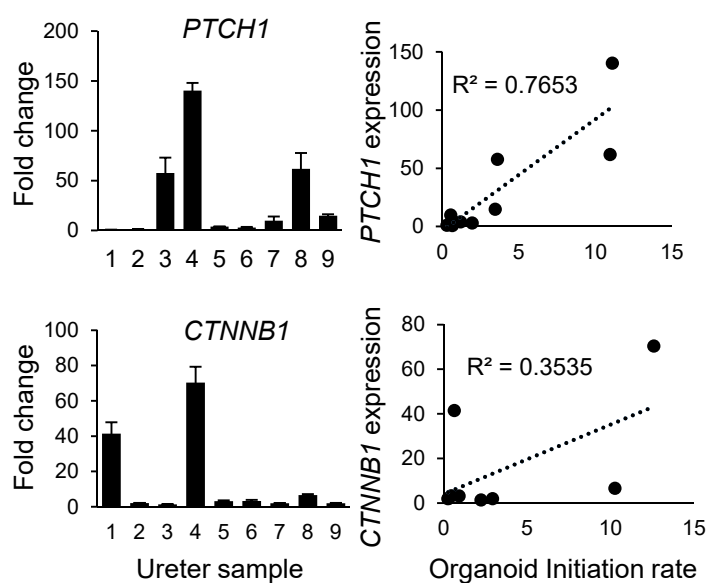 PTCH1
Fold change
200
150
100
50
0
1 2 3 4 5 6 7 8 9
PTCH1 expression
150
100
50
0
R² = 0.7653
0 5 10 15
CTNNB1
Fold change
100
80
60
40
20
0
1 2 3 4 5 6 7 8 9
Ureter sample
CTNNB1 expression
80
60
40
20
0
R² = 0.3535
0 5 10 15
Organoid Initiation rate